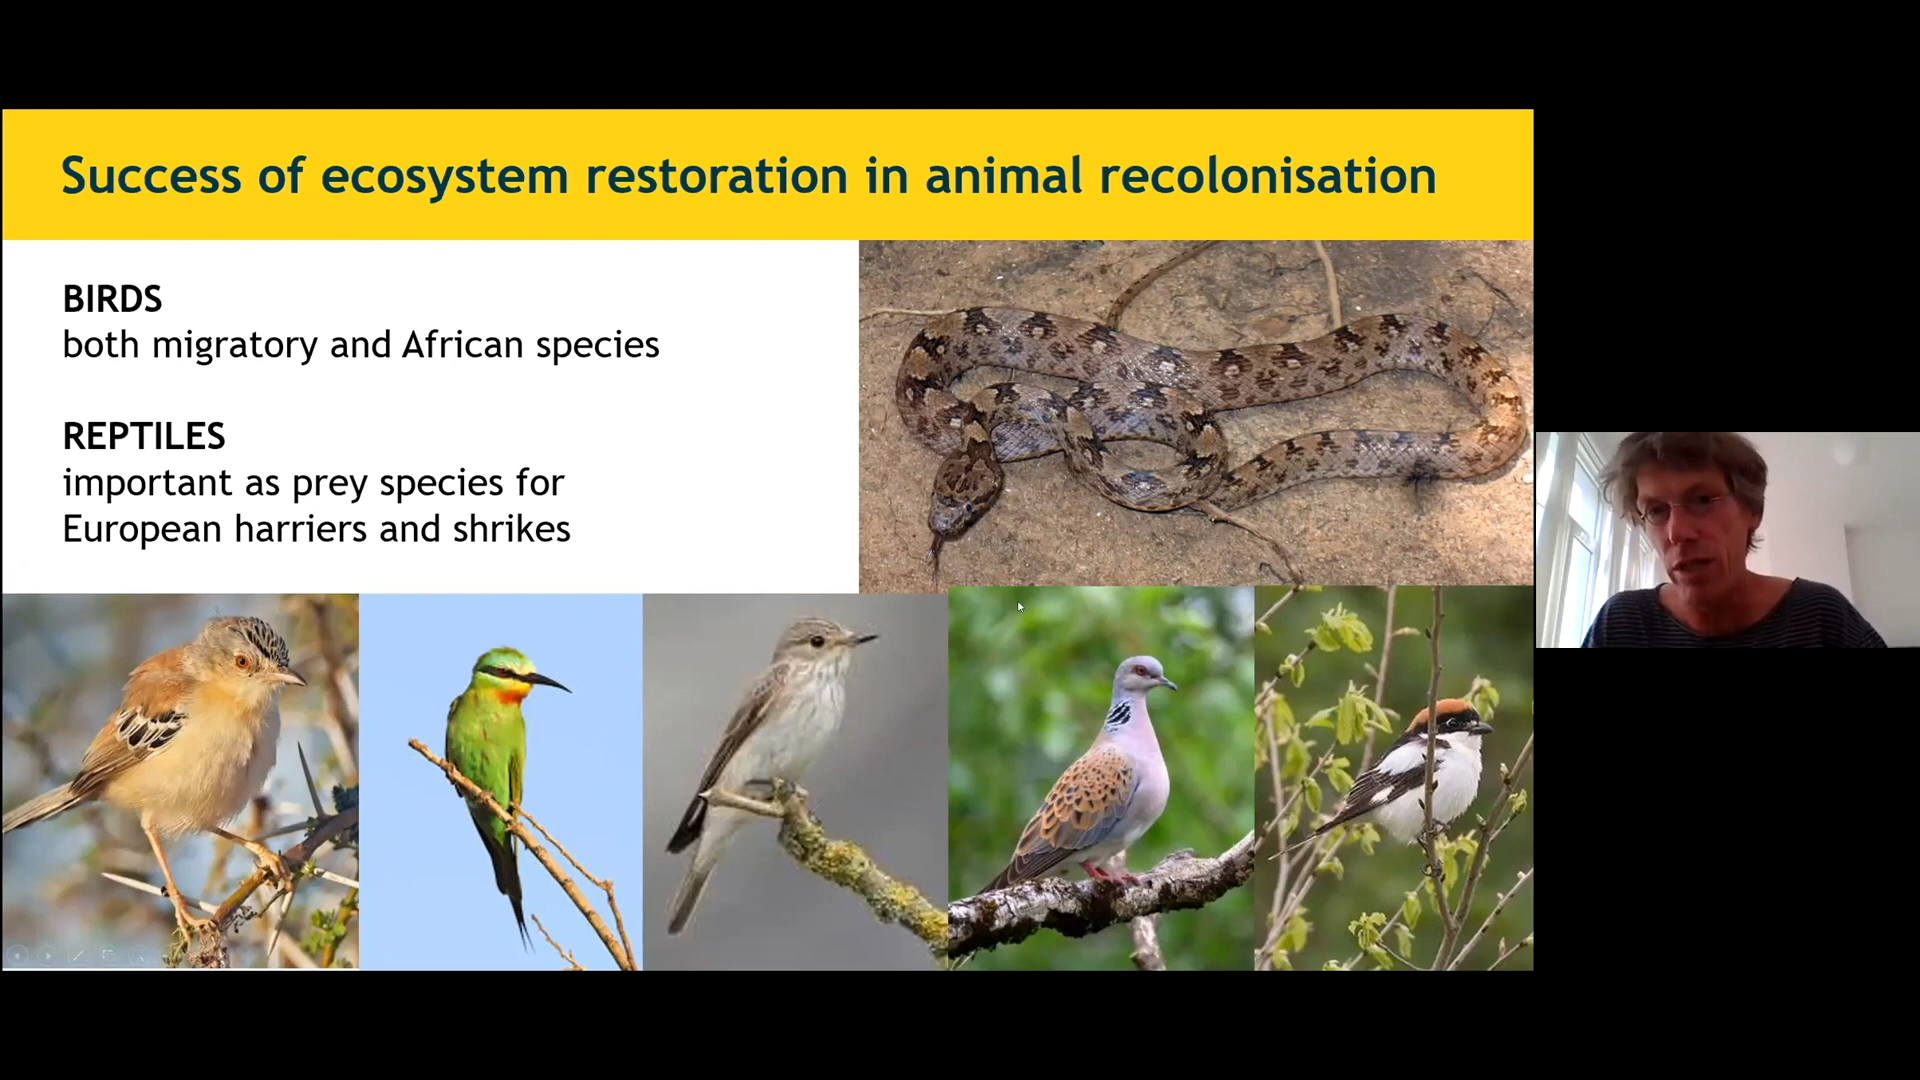 Success of ecosystem restoration in animal recolonisation
BIRDS
both migratory and African species
REPTILES
important as prey species for
European harriers and shrikes